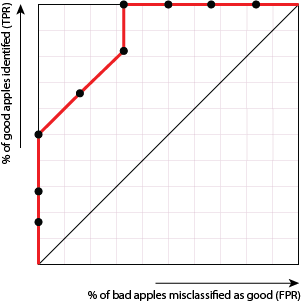 % of good apples identified (TPR)
% of bad apples misclassified as good (FPR)